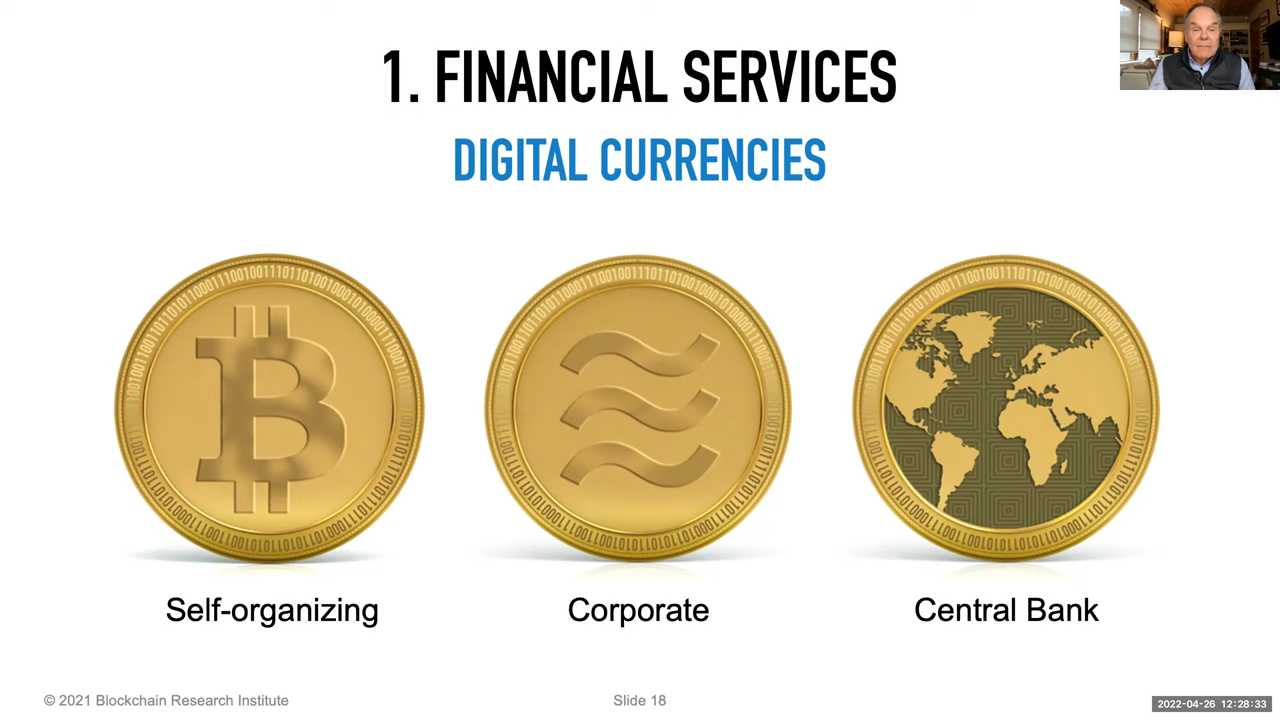 1. FINANCIAL SERVICES
DIGITAL CURRENCIES
Self-organizing
Corporate
Central Bank
© 2021 Blockchain Research Institute
Slide 18
2022-04-26 12:28:33